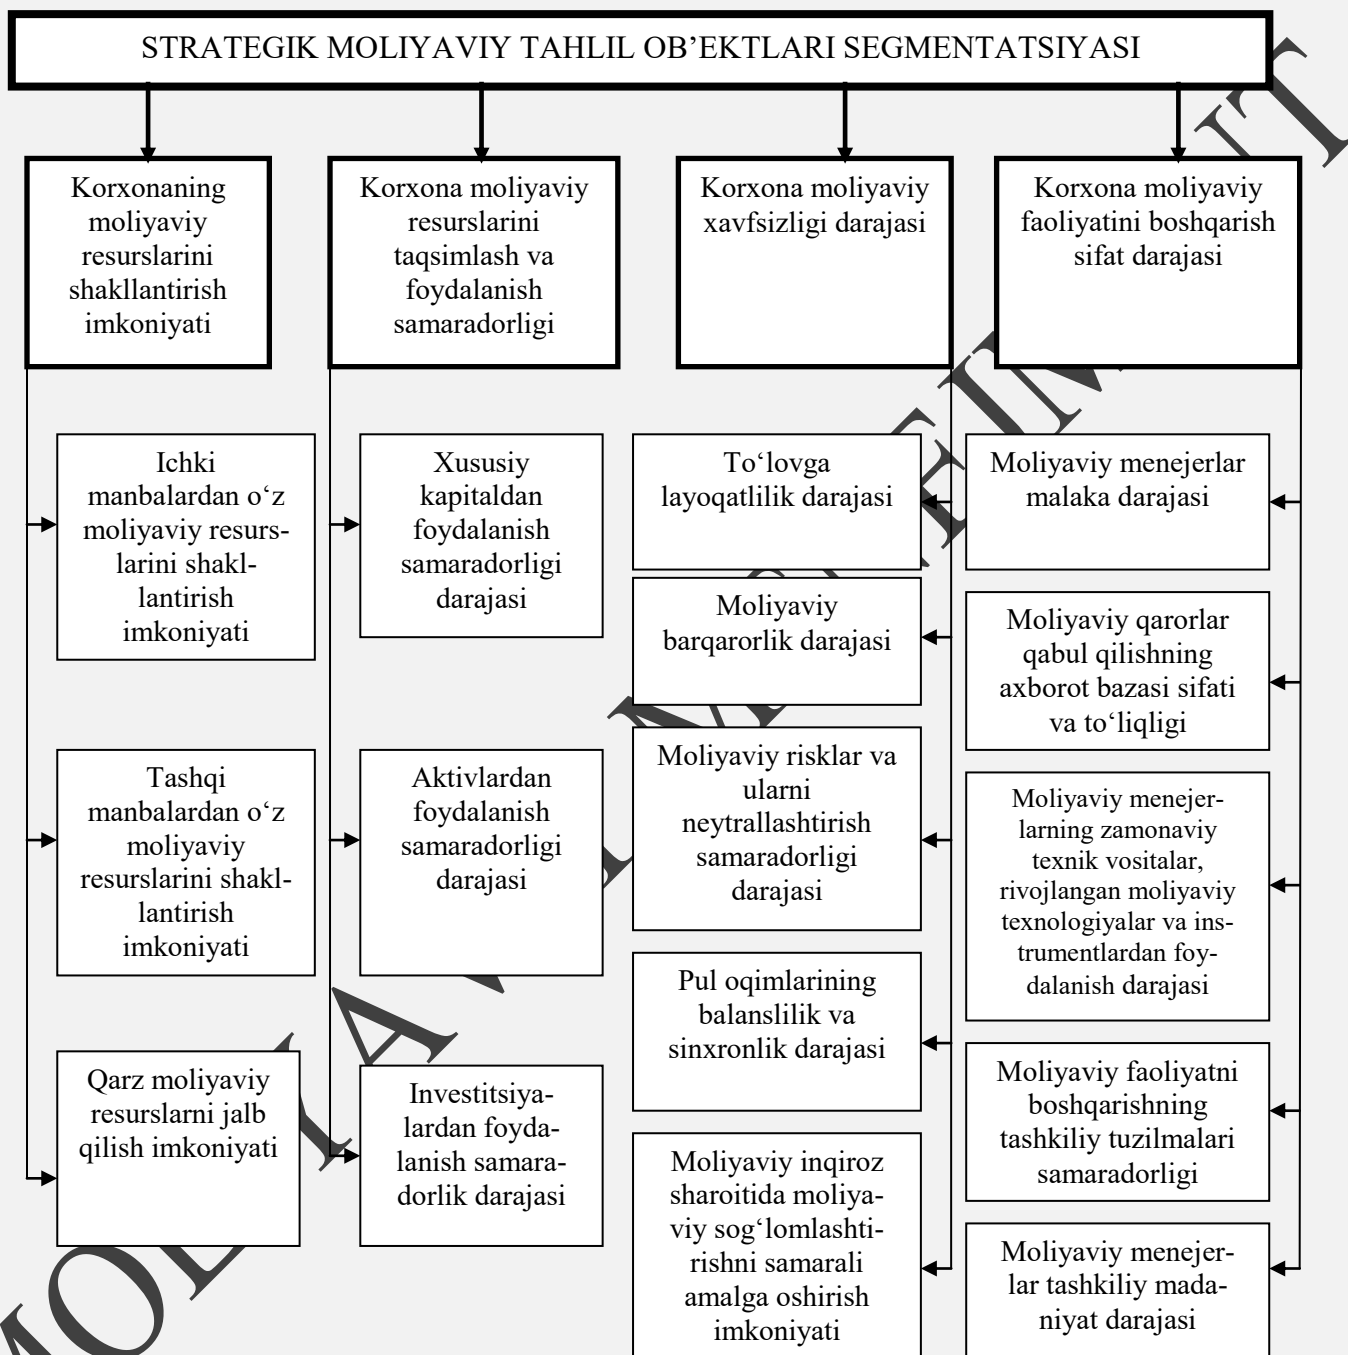 STRATEGIK MOLIYAVIY TAHLIL OB’EKTLARI SEGMENTATSIYASI
Korxonaning
moliyaviy
resurslarini
shakllantirish
imkoniyati
Korxona moliyaviy
resurslarini
taqsimlash va
foydalanish
samaradorligi
Korxona moliyaviy
xavfsizligi darajasi
Korxona moliyaviy
faoliyatini boshqarish
sifat darajasi
Ichki
manbalardan o‘z
moliyaviy resurs-
larini shakl-
lantirish
imkoniyati
Tashqi
manbalardan o‘z
moliyaviy
resurslarini shakl-
lantirish
imkoniyati
Qarz moliyaviy
resurslarni jalb
qilish imkoniyati
Xususiy
kapitaldan
foydalanish
samaradorligi
darajasi
Aktivlardan
foydalanish
samaradorligi
darajasi
Investitsiya-
lardan foyda-
lanish samara-
dorlik darajasi
To‘lovga
layoqatlilik darajasi
Moliyaviy
barqarorlik darajasi
Moliyaviy risklar va
ularni
neytrallashtirish
samaradorligi
darajasi
Pul oqimlarining
balanslilik va
sinxronlik darajasi
Moliyaviy inqiroz
sharoitida moliya-
viy sog‘lomlashti-
rishni samarali
amalga oshirish
imkoniyati
Moliyaviy menejerlar
malaka darajasi
Moliyaviy qarorlar
qabul qilishning
axborot bazasi sifati
va to‘liqligi
Moliyaviy menejer-
larning zamonaviy
texnik vositalar,
rivojlangan moliyaviy
texnologiyalar va ins-
trumentlardan foy-
dalanish darajasi
Moliyaviy faoliyatni
boshqarishning
tashkiliy tuzilmalari
samaradorligi
Moliyaviy menejer-
lar tashkiliy mada-
niyat darajasi